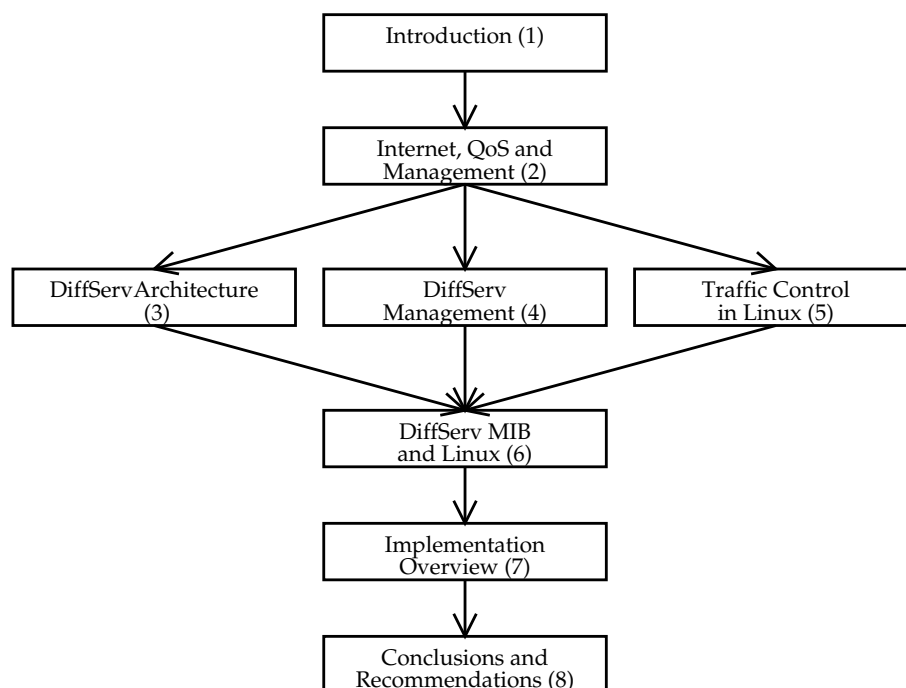 Introduction (1)
Internet, QoS and
Management (2)
DiffServArchitecture
(3)
DiffServ
Management (4)
Traffic Control
in Linux (5)
DiffServ MIB
and Linux (6)
Implementation
Overview (7)
Conclusions and
Recommendations (8)